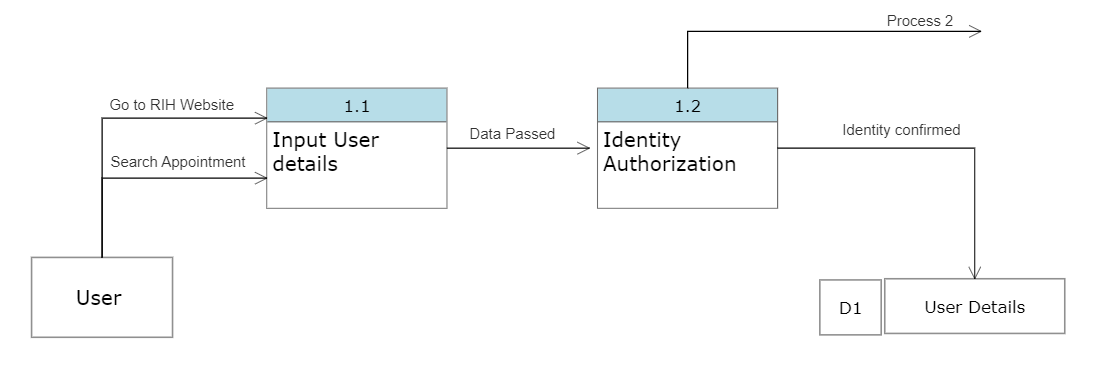 Process 2
Go to RIH Website
1.1
1.2
Input User
details
Data Passed
Identity
Authorization
Identity confirmed
Search Appointment
User
D1
User Details